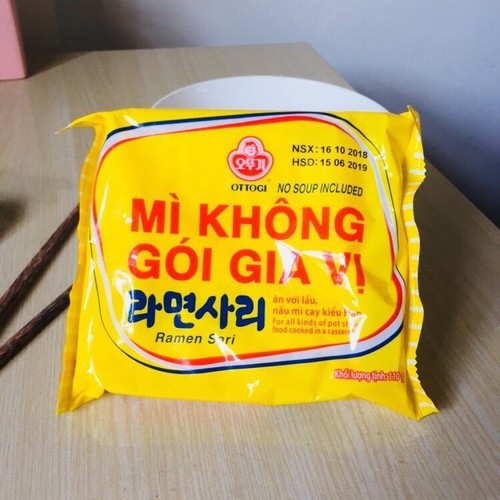 NSX: 16 10 2018
HSD: 15 06 2019
오뚜기
OTTOGI
NO SOUP INCLUDED
MÌ KHÔNG
GÓI GIA VỊ
라면사리
Ramen Sari
ăn với lẩu,
nấu mì cay kiểu Hàn
For all kinds of pot
food cooked in a
Khối lượng tịnh: 110